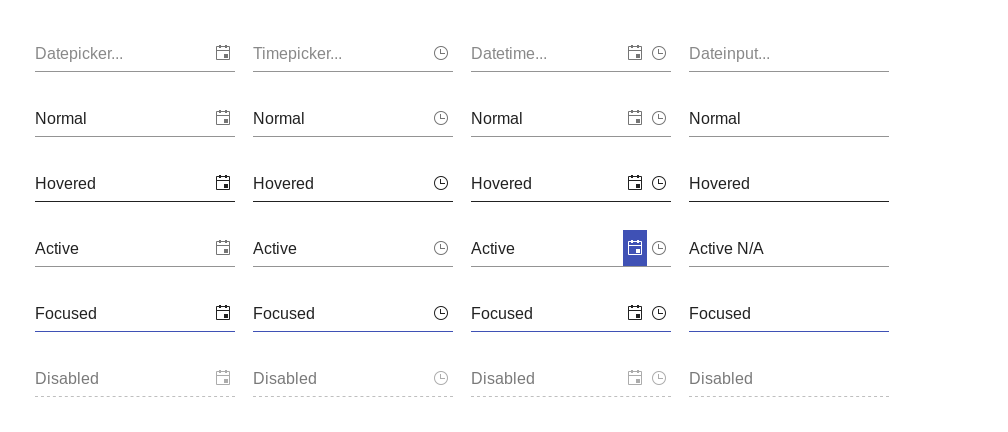 Datepicker... Timepicker... Datetime... Dateinput...
Normal Normal Normal Normal
Hovered Hovered Hovered Hovered
Active Active Active Active N/A
Focused Focused Focused Focused
Disabled Disabled Disabled Disabled